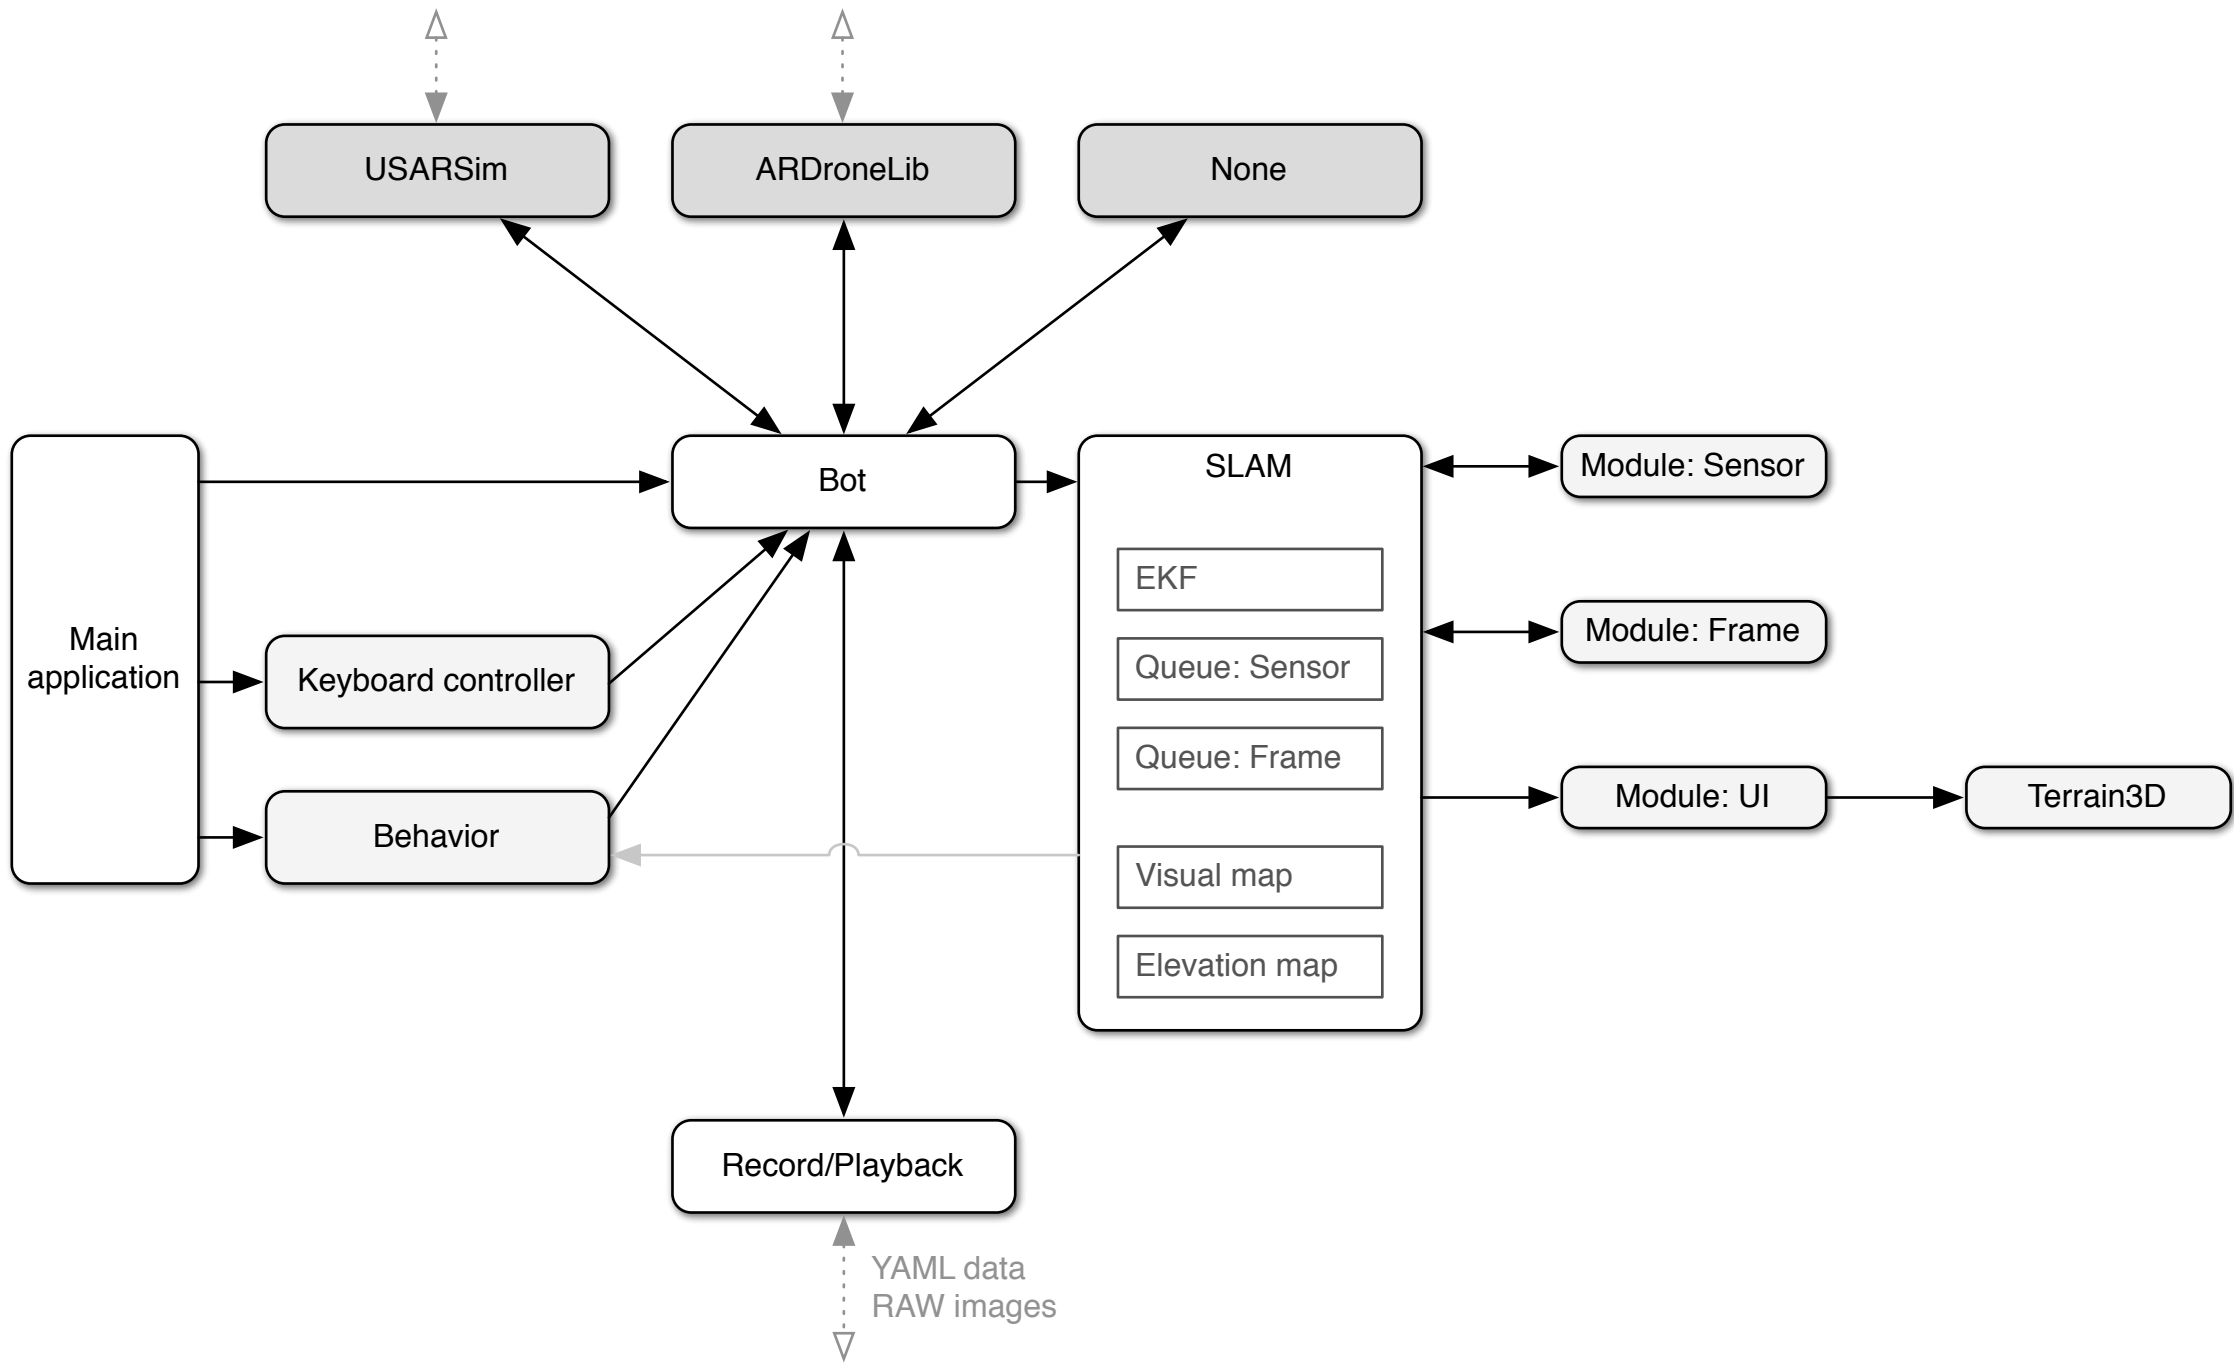 USARSim
ARDroneLib
None
Bot
SLAM
Module: Sensor
EKF
Module: Frame
Main
application
Keyboard controller
Queue: Sensor
Queue: Frame
Module: UI
Terrain3D
Behavior
Visual map
Elevation map
Record/Playback
YAML data
RAW images